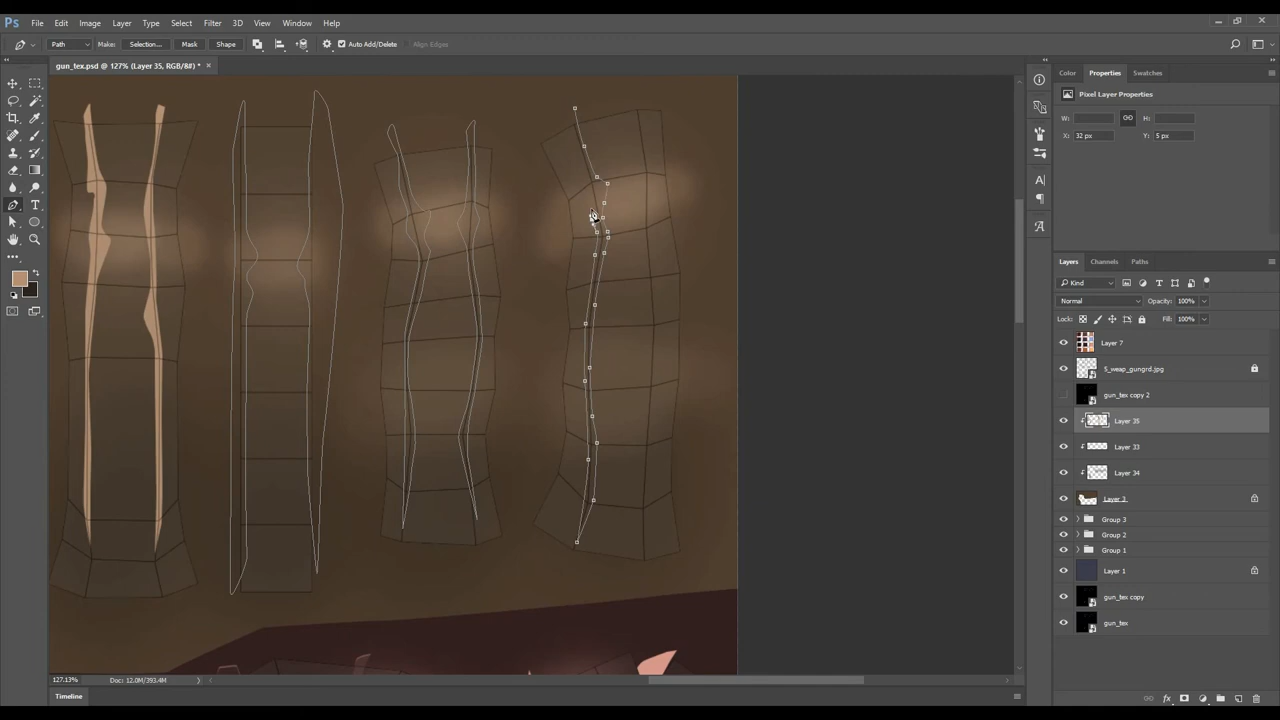 Ps File Edit Image Layer Type Select Filter 3D View Window Help
Path Make: Selection... Mask Shape Auto Add/Delete Align Edges
gun_tex.psd @ 127% (Layer 35, RGB/8#) * ×
Color Properties Swatches
Pixel Layer Properties
W: H:
X: 32 px Y: 5 px
Layers Channels Paths
Kind
Normal Opacity: 100%
Lock: Fill: 100%
Layer 7
S_weap_gungrd.jpg
gun_tex copy 2
Layer 35
Layer 33
Layer 34
Layer 3
Group 3
Group 2
Group 1
Layer 1
gun_tex copy
gun_tex
127.13% Doc: 12.0M/393.4M
Timeline